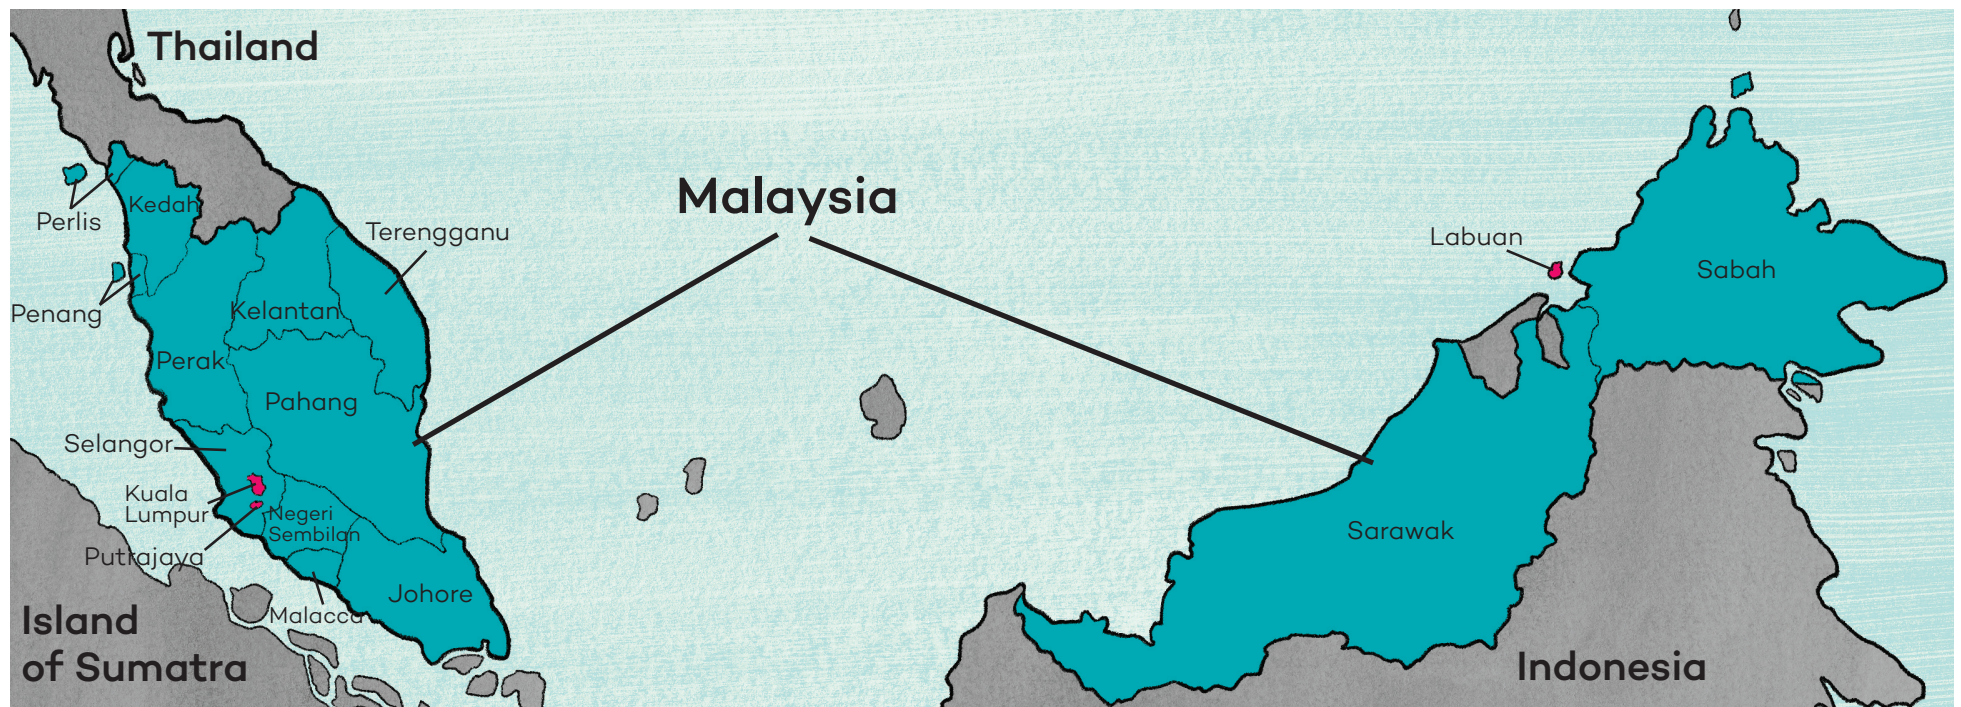 Thailand
Malaysia
Perlis
Kedah
Terengganu
Labuan
Sabah
Penang
Kelantan
Perak
Pahang
Selangor
Kuala
Lumpur
Negeri
Sembilan
Sarawak
Putrajaya
Johore
Malacca
Island
of Sumatra
Indonesia